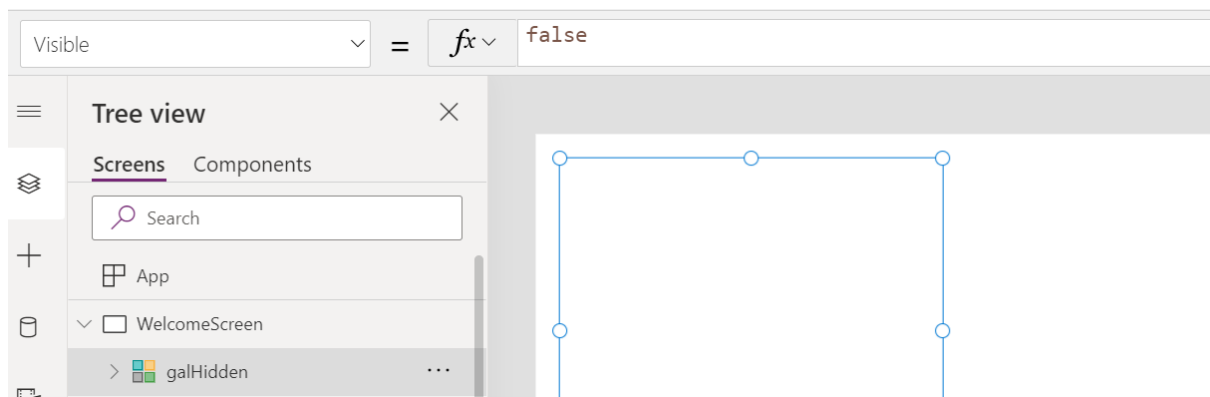 Visible = fx false
Tree view
Screens Components
Search
App
WelcomeScreen
galHidden ...